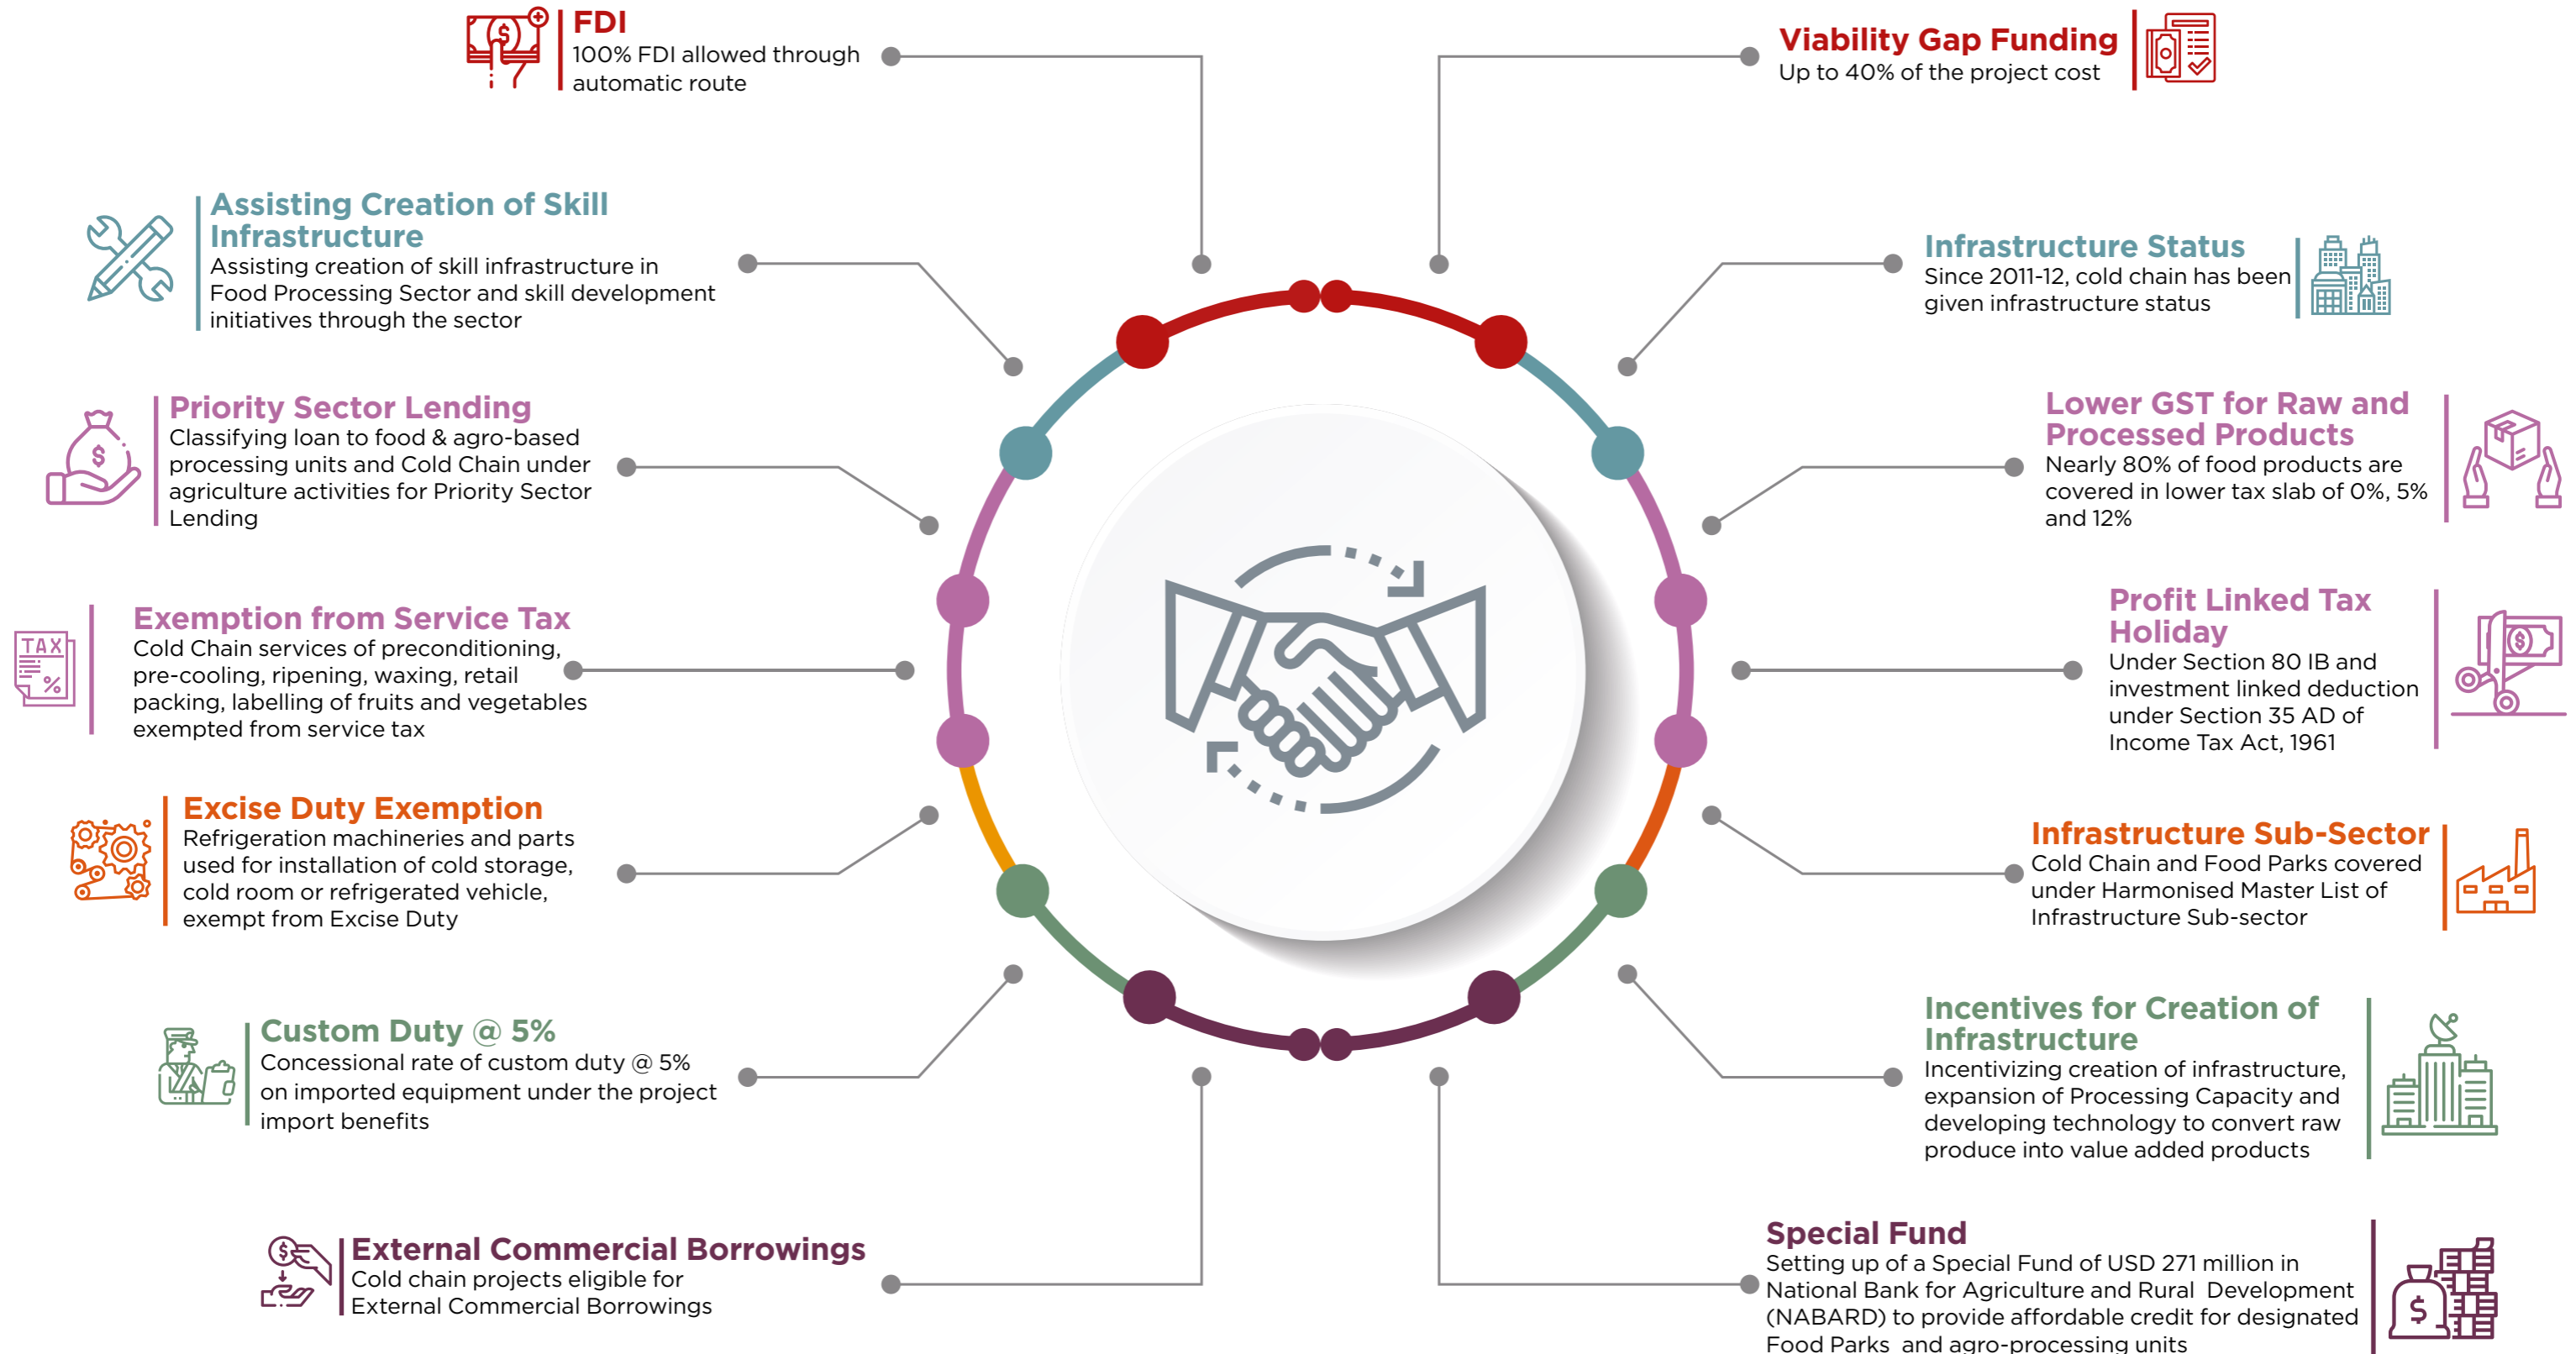 FDI
100% FDI allowed through
automatic route
Assisting Creation of Skill
Infrastructure
Assisting creation of skill infrastructure in
Food Processing Sector and skill development
initiatives through the sector
Priority Sector Lending
Classifying loan to food & agro-based
processing units and Cold Chain under
agriculture activities for Priority Sector
Lending
TAX
%
Exemption from Service Tax
Cold Chain services of preconditioning,
pre-cooling, ripening, waxing, retail
packing, labelling of fruits and vegetables
exempted from service tax
Excise Duty Exemption
Refrigeration machineries and parts
used for installation of cold storage,
cold room or refrigerated vehicle,
exempt from Excise Duty
Custom Duty @ 5%
Concessional rate of custom duty @ 5%
on imported equipment under the project
import benefits
External Commercial Borrowings
Cold chain projects eligible for
External Commercial Borrowings
Viability Gap Funding
Up to 40% of the project cost
Infrastructure Status
Since 2011-12, cold chain has been
given infrastructure status
Lower GST for Raw and
Processed Products
Nearly 80% of food products are
covered in lower tax slab of 0%, 5%
and 12%
Profit Linked Tax
Holiday
Under Section 80 IB and
investment linked deduction
under Section 35 AD of
Income Tax Act, 1961
Infrastructure Sub-Sector
Cold Chain and Food Parks covered
under Harmonised Master List of
Infrastructure Sub-sector
Incentives for Creation of
Infrastructure
Incentivizing creation of infrastructure,
expansion of Processing Capacity and
developing technology to convert raw
produce into value added products
Special Fund
Setting up of a Special Fund of USD 271 million in
National Bank for Agriculture and Rural Development
(NABARD) to provide affordable credit for designated
Food Parks and agro-processing units